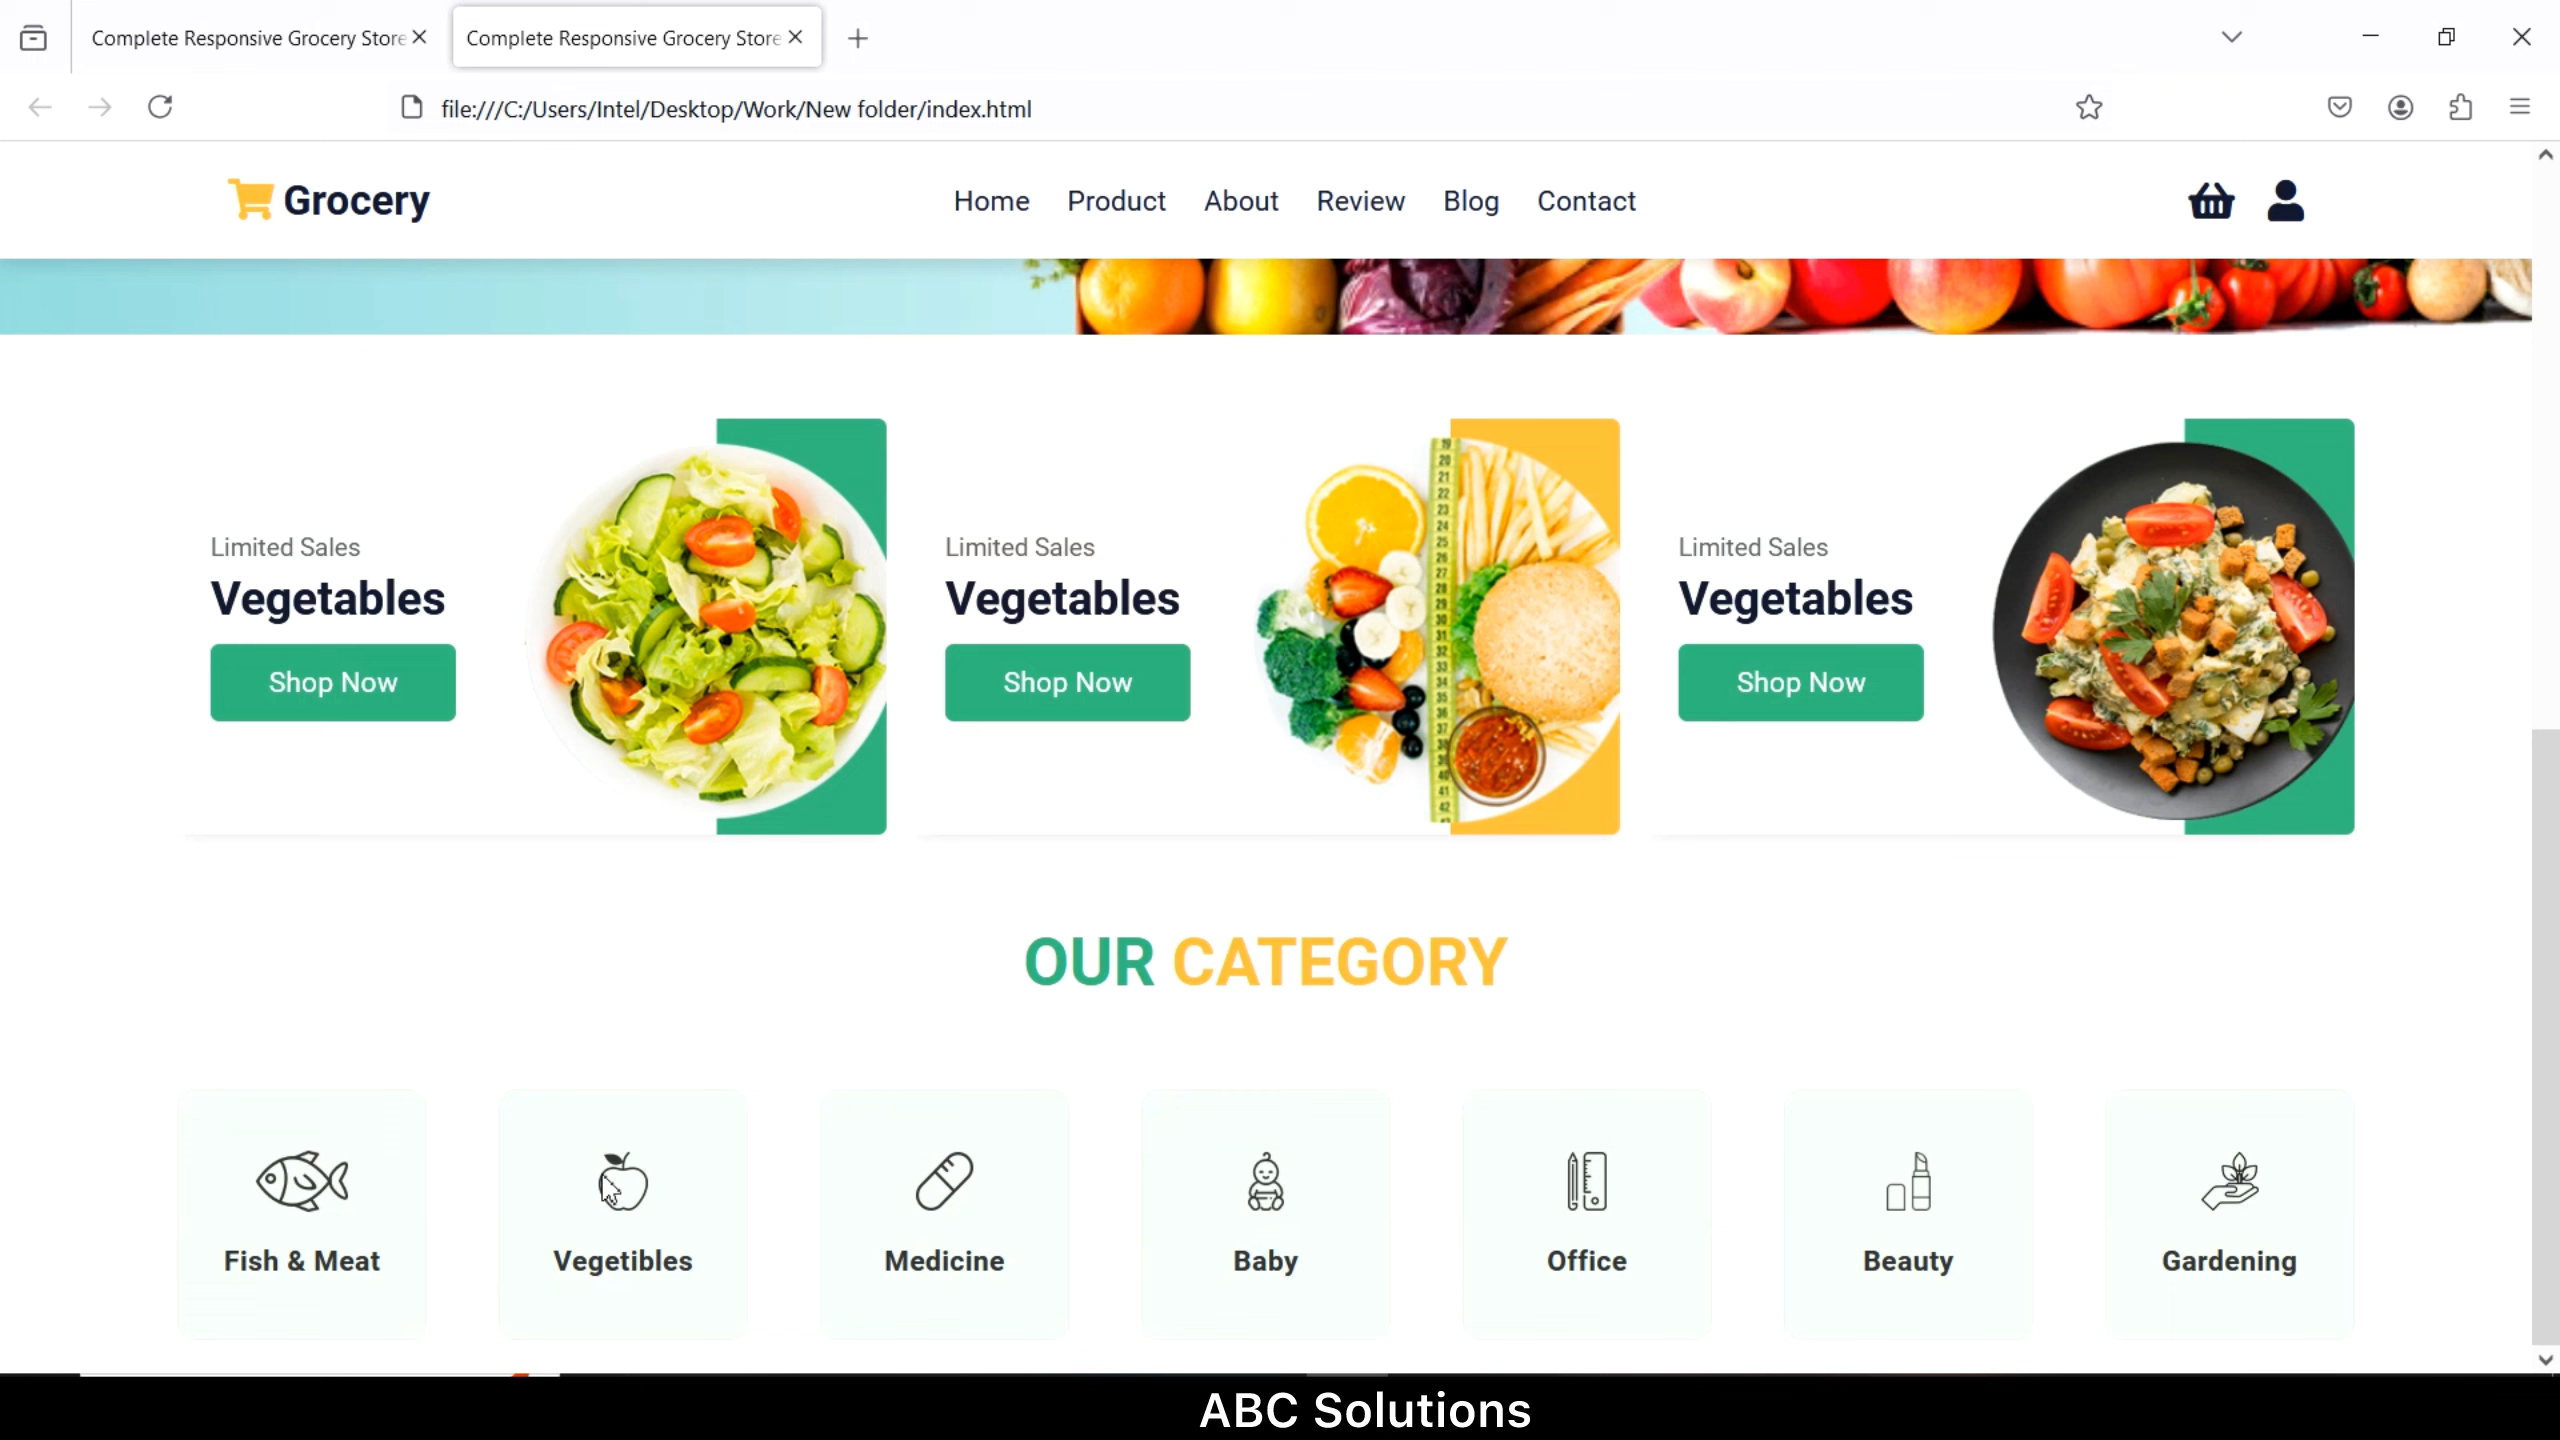 Complete Responsive Grocery Store
Complete Responsive Grocery Store
file:///C:/Users/Intel/Desktop/Work/New folder/index.html
Grocery
Home Product About Review Blog Contact
Limited Sales
Vegetables
Shop Now
Limited Sales
Vegetables
Shop Now
Limited Sales
Vegetables
Shop Now
OUR CATEGORY
Fish & Meat
Vegetibles
Medicine
Baby
Office
Beauty
Gardening
ABC Solutions